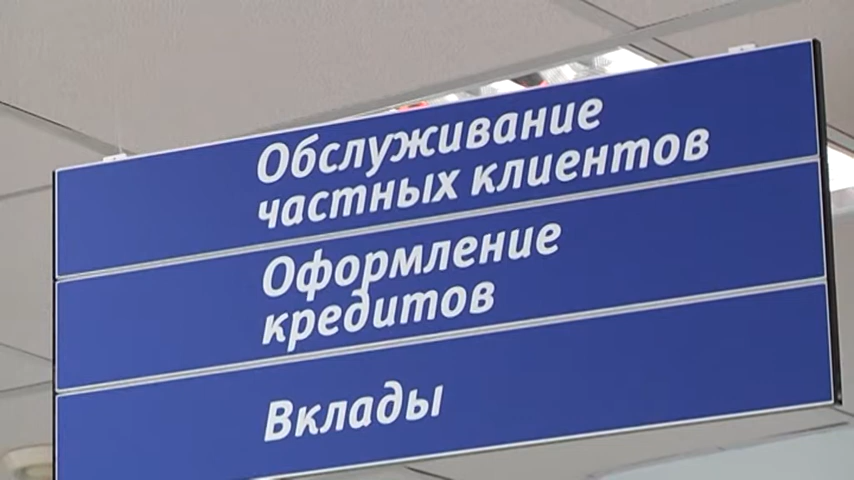 Обслуживание
частных клиентов
Оформление
кредитов
Вклады